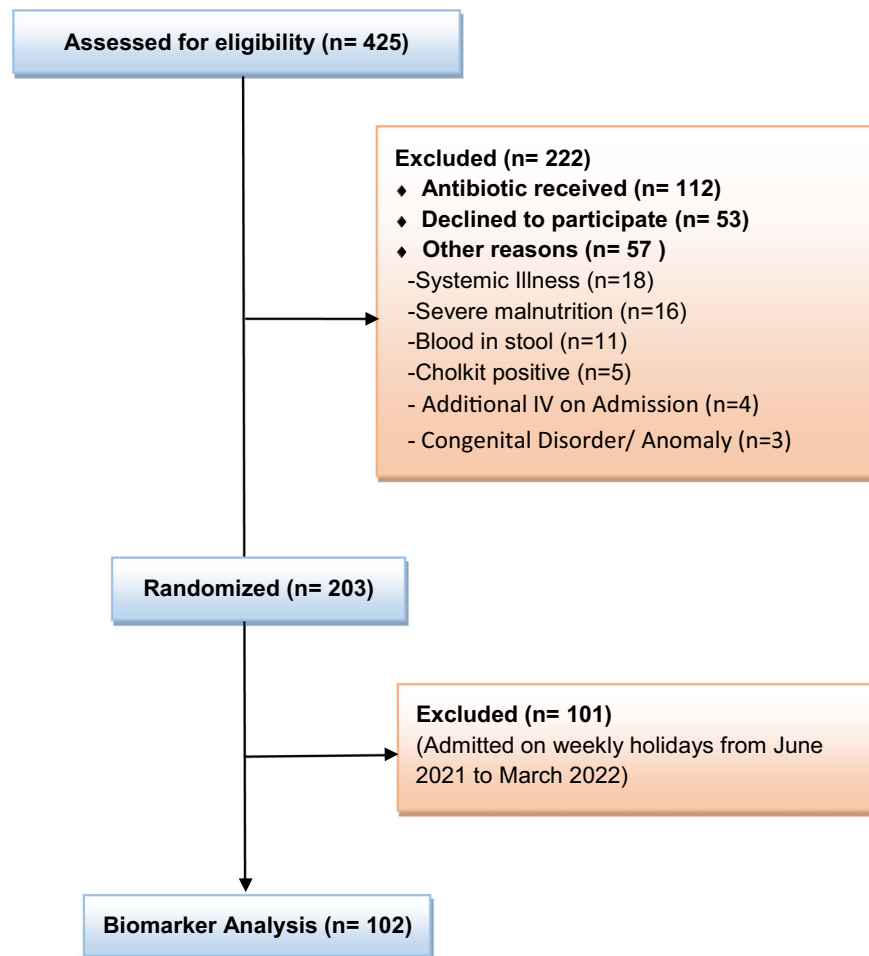 Assessed for eligibility (n= 425)
Excluded (n= 222)
♦ Antibiotic received (n= 112)
♦ Declined to participate (n= 53)
♦ Other reasons (n= 57 )
-Systemic Illness (n=18)
-Severe malnutrition (n=16)
-Blood in stool (n=11)
-Cholkit positive (n=5)
- Additional IV on Admission (n=4)
- Congenital Disorder/ Anomaly (n=3)
Randomized (n= 203)
Excluded (n= 101)
(Admitted on weekly holidays from June
2021 to March 2022)
Biomarker Analysis (n= 102)